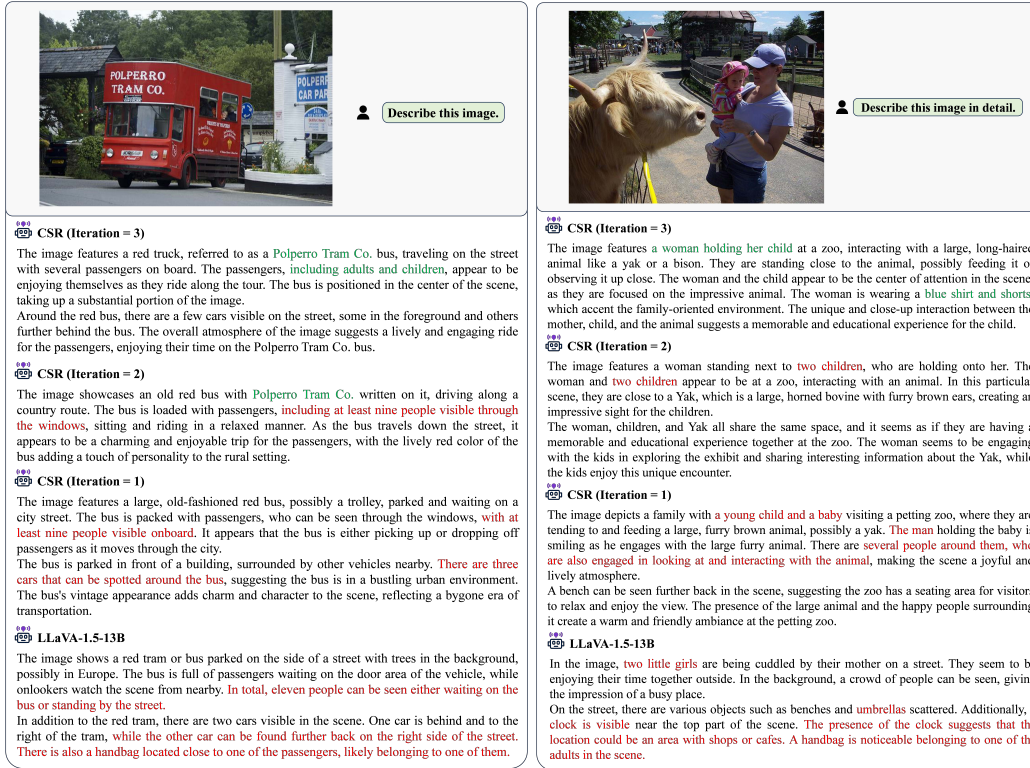 POLPERRO
TRAM CO.
POLPERR
CAR PAR
Describe this image.
CSR (Iteration = 3)
The image features a red truck, referred to as a Polperro Tram Co. bus, traveling on the street
with several passengers on board. The passengers, including adults and children, appear to be
enjoying themselves as they ride along the tour. The bus is positioned in the center of the scene,
taking up a substantial portion of the image.
Around the red bus, there are a few cars visible on the street, some in the foreground and others
further behind the bus. The overall atmosphere of the image suggests a lively and engaging ride
for the passengers, enjoying their time on the Polperro Tram Co. bus.
CSR (Iteration = 2)
The image showcases an old red bus with Polperro Tram Co. written on it, driving along a
country route. The bus is loaded with passengers, including at least nine people visible through
the windows, sitting and riding in a relaxed manner. As the bus travels down the street, it
appears to be a charming and enjoyable trip for the passengers, with the lively red color of the
bus adding a touch of personality to the rural setting.
CSR (Iteration = 1)
The image features a large, old-fashioned red bus, possibly a trolley, parked and waiting on a
city street. The bus is packed with passengers, who can be seen through the windows, with at
least nine people visible onboard. It appears that the bus is either picking up or dropping off
passengers as it moves through the city.
The bus is parked in front of a building, surrounded by other vehicles nearby. There are three
cars that can be spotted around the bus, suggesting the bus is in a bustling urban environment.
The bus's vintage appearance adds charm and character to the scene, reflecting a bygone era of
transportation.
LLaVA-1.5-13B
The image shows a red tram or bus parked on the side of a street with trees in the background,
possibly in Europe. The bus is full of passengers waiting on the door area of the vehicle, while
onlookers watch the scene from nearby. In total, eleven people can be seen either waiting on the
bus or standing by the street.
In addition to the red tram, there are two cars visible in the scene. One car is behind and to the
right of the tram, while the other car can be found further back on the right side of the street.
There is also a handbag located close to one of the passengers, likely belonging to one of them.
Describe this image in detail.
CSR (Iteration = 3)
The image features a woman holding her child at a zoo, interacting with a large, long-haired
animal like a yak or a bison. They are standing close to the animal, possibly feeding it o
observing it up close. The woman and the child appear to be the center of attention in the scene
as they are focused on the impressive animal. The woman is wearing a blue shirt and shorts
which accent the family-oriented environment. The unique and close-up interaction between the
mother, child, and the animal suggests a memorable and educational experience for the child.
CSR (Iteration = 2)
The image features a woman standing next to two children, who are holding onto her. The
woman and two children appear to be at a zoo, interacting with an animal. In this particula
scene, they are close to a Yak, which is a large, horned bovine with furry brown ears, creating an
impressive sight for the children.
The woman, children, and Yak all share the same space, and it seems as if they are having a
memorable and educational experience together at the zoo. The woman seems to be engaging
with the kids in exploring the exhibit and sharing interesting information about the Yak, while
the kids enjoy this unique encounter.
CSR (Iteration = 1)
The image depicts a family with a young child and a baby visiting a petting zoo, where they are
tending to and feeding a large, furry brown animal, possibly a yak. The man holding the baby is
smiling as he engages with the large furry animal. There are several people around them, who
are also engaged in looking at and interacting with the animal, making the scene a joyful and
lively atmosphere.
A bench can be seen further back in the scene, suggesting the zoo has a seating area for visitors
to relax and enjoy the view. The presence of the large animal and the happy people surrounding
it create a warm and friendly ambiance at the petting zoo.
LLaVA-1.5-13B
In the image, two little girls are being cuddled by their mother on a street. They seem to b
enjoying their time together outside. In the background, a crowd of people can be seen, givin
the impression of a busy place.
On the street, there are various objects such as benches and umbrellas scattered. Additionally,
clock is visible near the top part of the scene. The presence of the clock suggests that th
location could be an area with shops or cafes. A handbag is noticeable belonging to one of th
adults in the scene.